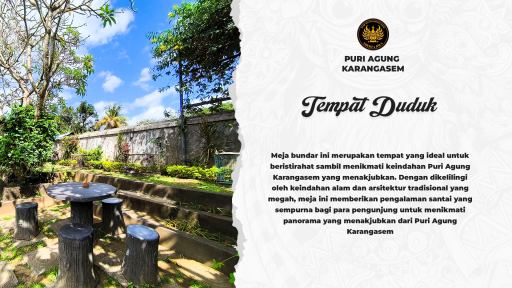 PURI AGUNG
KARANGASEM
Tempat Duduk
Meja bundar ini merupakan tempat yang ideal untuk
beristirahat sambil menikmati keindahan Puri Agung
Karangasem yang menakjubkan. Dengan dikelilingi
oleh keindahan alam dan arsitektur tradisional yang
megah, meja ini memberikan pengalaman santai yang
sempurna bagi para pengunjung untuk menikmati
panorama yang menakjubkan dari Puri Agung
Karangasem